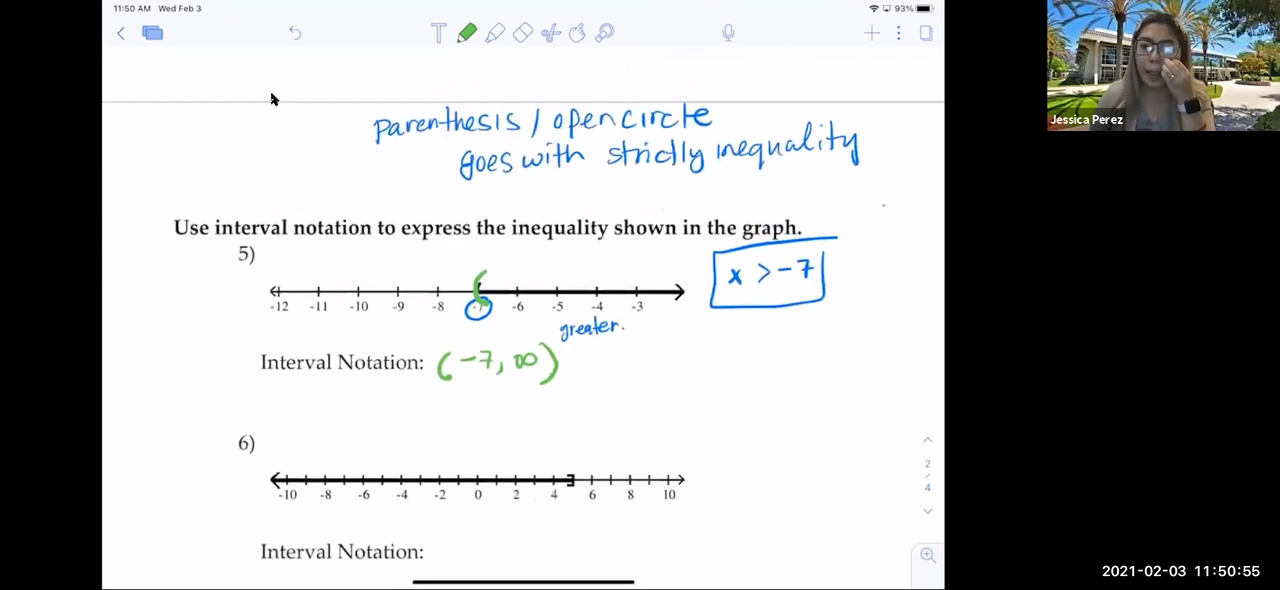 11:50 AM Wed Feb 3
93%
T
Jessica Perez
parenthesis / open circle
goes with strictly inequality
Use interval notation to express the inequality shown in the graph.
5)
x > -7
-12 -11 -10 -9 -8 -7 -6 -5 -4 -3
greater.
Interval Notation: (-7, ∞)
6)
-10 -8 -6 -4 -2 0 2 4 6 8 10
2
/
4
Interval Notation:
2021-02-03 11:50:55